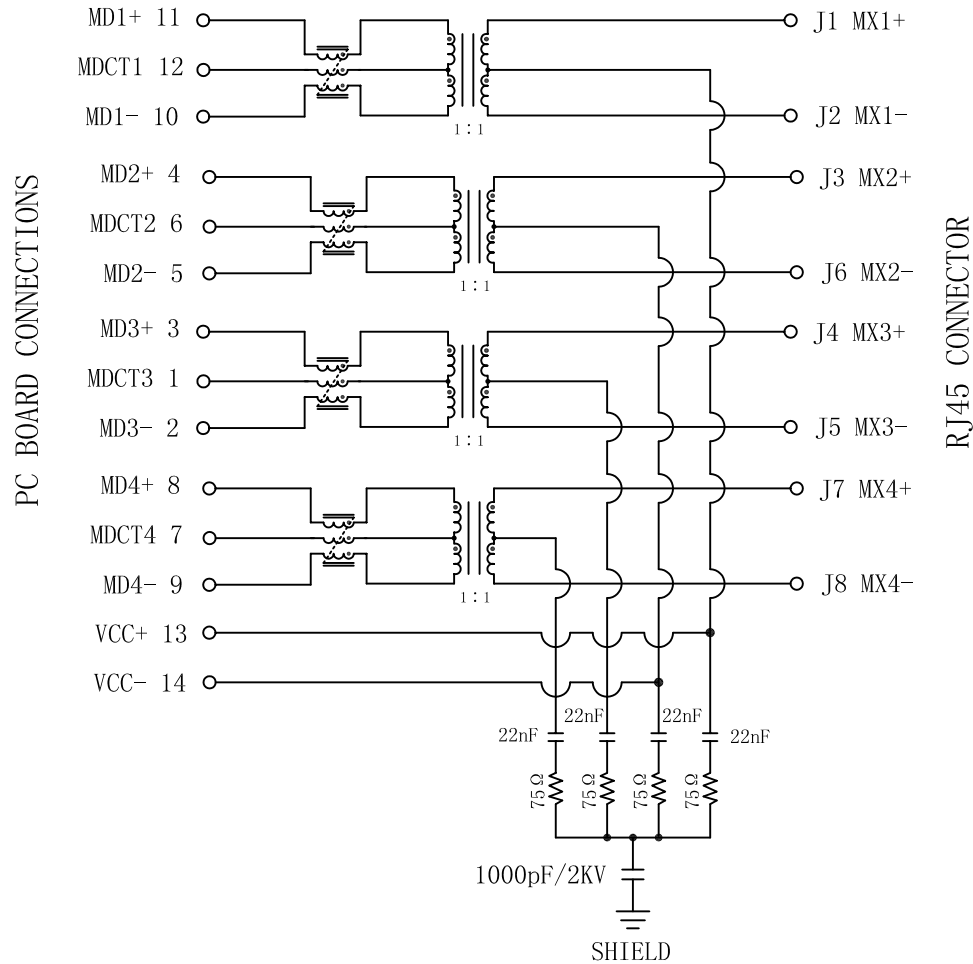 MD1+ 11
J1 MX1+
MDCT1 12
MD1- 10
J2 MX1-
1:1
MD2+ 4
J3 MX2+
MDCT2 6
MD2- 5
J6 MX2-
1:1
PC BOARD CONNECTIONS
RJ45 CONNECTOR
MD3+ 3
J4 MX3+
MDCT3 1
MD3- 2
J5 MX3-
1:1
MD4+ 8
J7 MX4+
MDCT4 7
MD4- 9
J8 MX4-
1:1
VCC+ 13
VCC- 14
22nF
22nF
22nF
22nF
75Ω
75Ω
75Ω
75Ω
1000pF/2KV
SHIELD